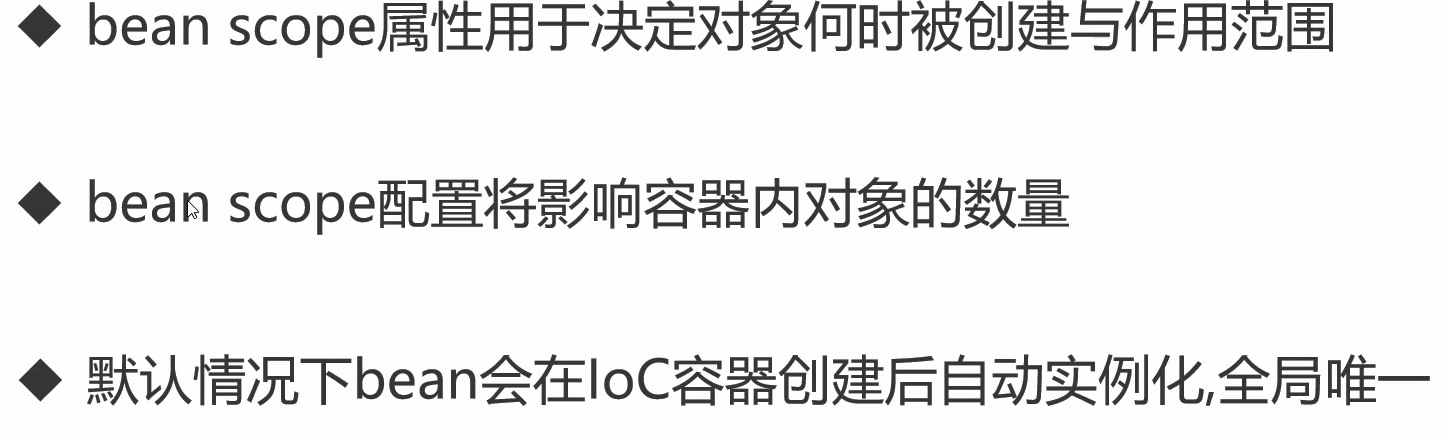 ◆ bean scope属性用于决定对象何时被创建与作用范围
◆ bean scope配置将影响容器内对象的数量
◆ 默认情况下bean会在IoC容器创建后自动实例化,全局唯一